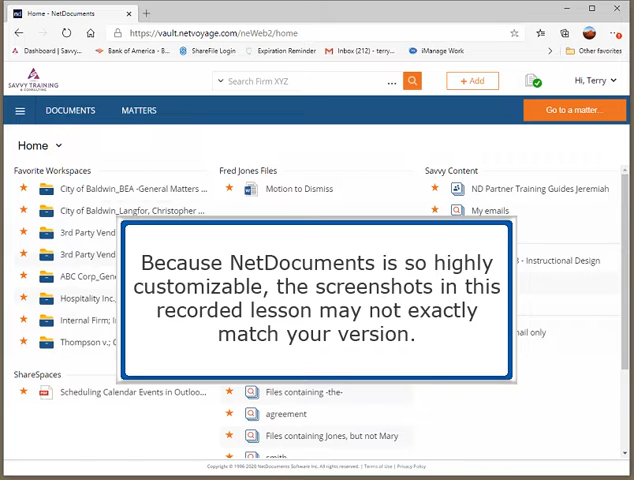 Home - NetDocuments
https://vault.netvoyage.com/neWeb2/home
Dashboard | Savvy...
Bank of America - B...
ShareFile Login
Expiration Reminder
Inbox (212) - terry...
iManage Work
Other favorites
SAVVY TRAINING
& CONSULTING
Search Firm XYZ
...
+ Add
Hi, Terry
DOCUMENTS
MATTERS
Go to a matter...
Home
Favorite Workspaces
Fred Jones Files
Savvy Content
City of Baldwin_BEA -General Matters ...
Motion to Dismiss
ND Partner Training Guides Jeremiah
City of Baldwin_Langfor, Christopher ...
My emails
3rd Party Vend
3rd Party Vend
B - Instructional Design
ABC Corp_Gene
Hospitality Inc.,
Internal Firm; I
mail only
Thompson v.; C
Because NetDocuments is so highly
customizable, the screenshots in this
recorded lesson may not exactly
match your version.
ShareSpaces
Scheduling Calendar Events in Outloo...
Files containing -the-
agreement
Files containing Jones, but not Mary
smith
Copyright © 1996-2020 NetDocuments Software Inc. All rights reserved. | Terms of Use | Privacy Policy